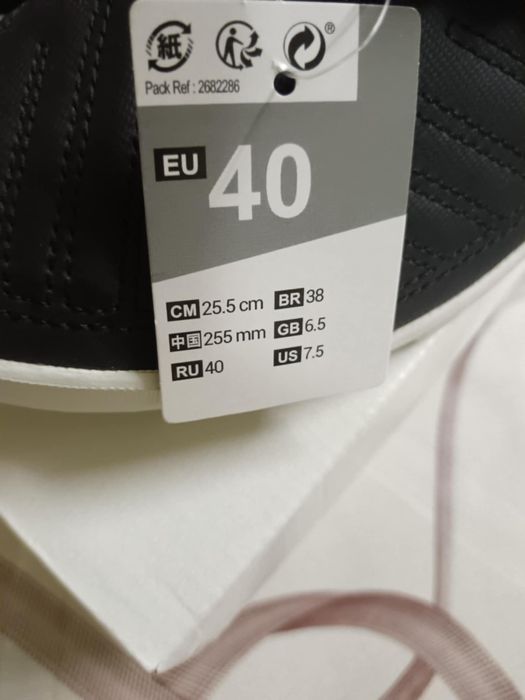 紙
®
Pack Ref : 2682286
EU 40
CM 25.5 cm BR 38
中国 255 mm GB 6.5
RU 40 US 7.5